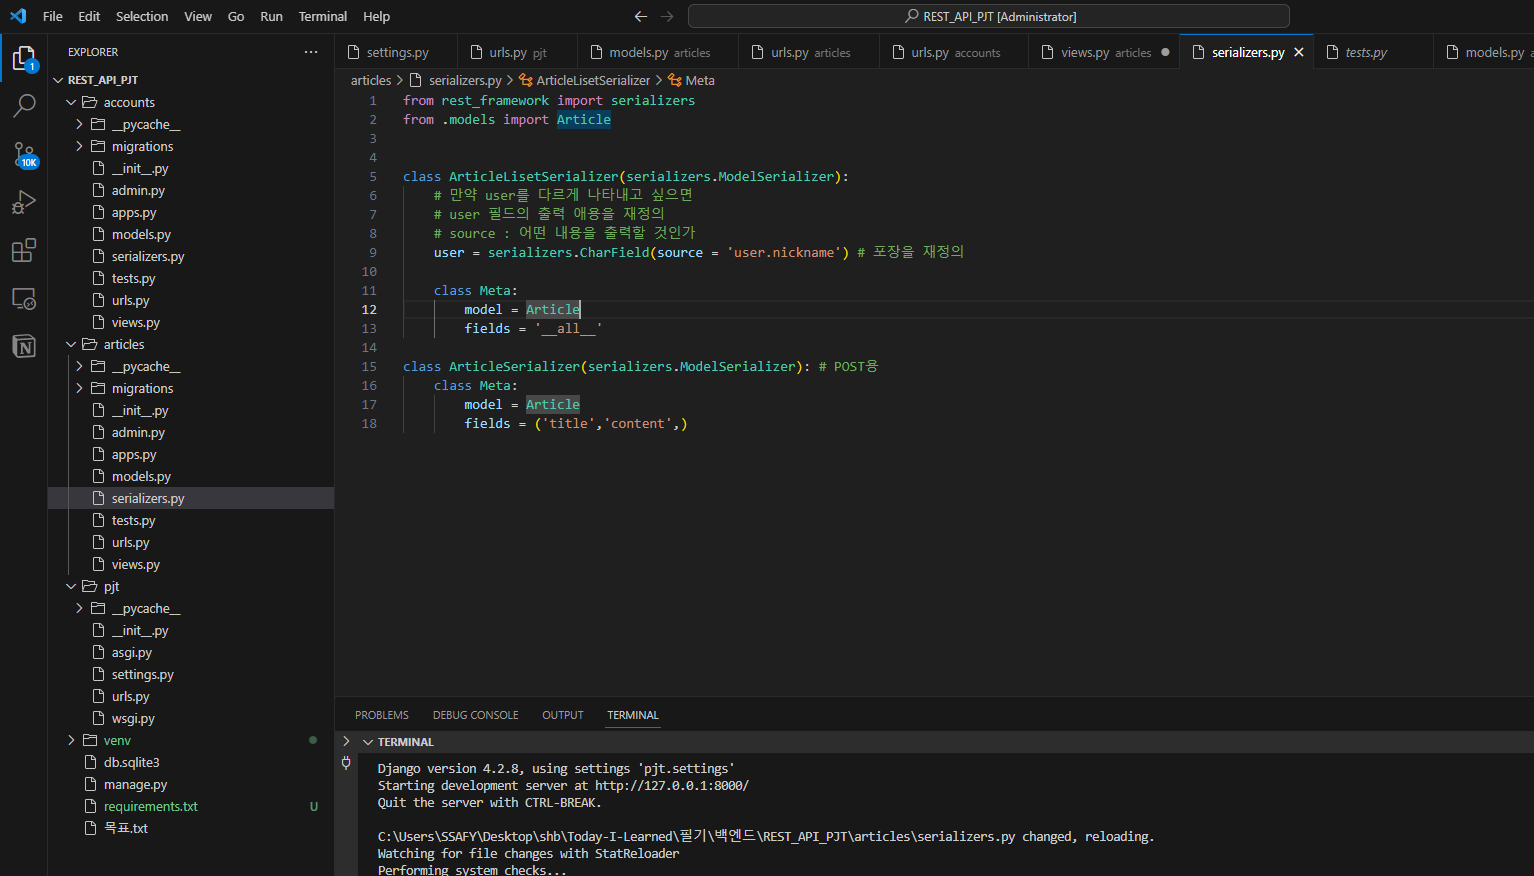 File Edit Selection View Go Run Terminal Help
REST_API_PJT [Administrator]
EXPLORER
1
10K
REST_API_PJT
accounts
__pycache__
migrations
__init__.py
admin.py
apps.py
models.py
serializers.py
tests.py
urls.py
views.py
articles
__pycache__
migrations
__init__.py
admin.py
apps.py
models.py
serializers.py
tests.py
urls.py
views.py
pjt
__pycache__
__init__.py
asgi.py
settings.py
urls.py
wsgi.py
venv
db.sqlite3
manage.py
requirements.txt U
목표.txt
settings.py urls.py pjt models.py articles urls.py articles urls.py accounts views.py articles serializers.py tests.py models.py
articles > serializers.py > ArticleLisetSerializer > Meta
1 from rest_framework import serializers
2 from .models import Article
3
4
5 class ArticleLisetSerializer(serializers.ModelSerializer):
6 # 만약 user를 다르게 나타내고 싶으면
7 # user 필드의 출력 애용을 재정의
8 # source : 어떤 내용을 출력할 것인가
9 user = serializers.CharField(source = 'user.nickname') # 포장을 재정의
10
11 class Meta:
12 model = Article
13 fields = '__all__'
14
15 class ArticleSerializer(serializers.ModelSerializer): # POST용
16 class Meta:
17 model = Article
18 fields = ('title','content',)
PROBLEMS DEBUG CONSOLE OUTPUT TERMINAL
TERMINAL
Django version 4.2.8, using settings 'pjt.settings'
Starting development server at http://127.0.0.1:8000/
Quit the server with CTRL-BREAK.
C:\Users\SSAFY\Desktop\shb\Today-I-Learned\필기\백엔드\REST_API_PJT\articles\serializers.py changed, reloading.
Watching for file changes with StatReloader
Performing system checks...